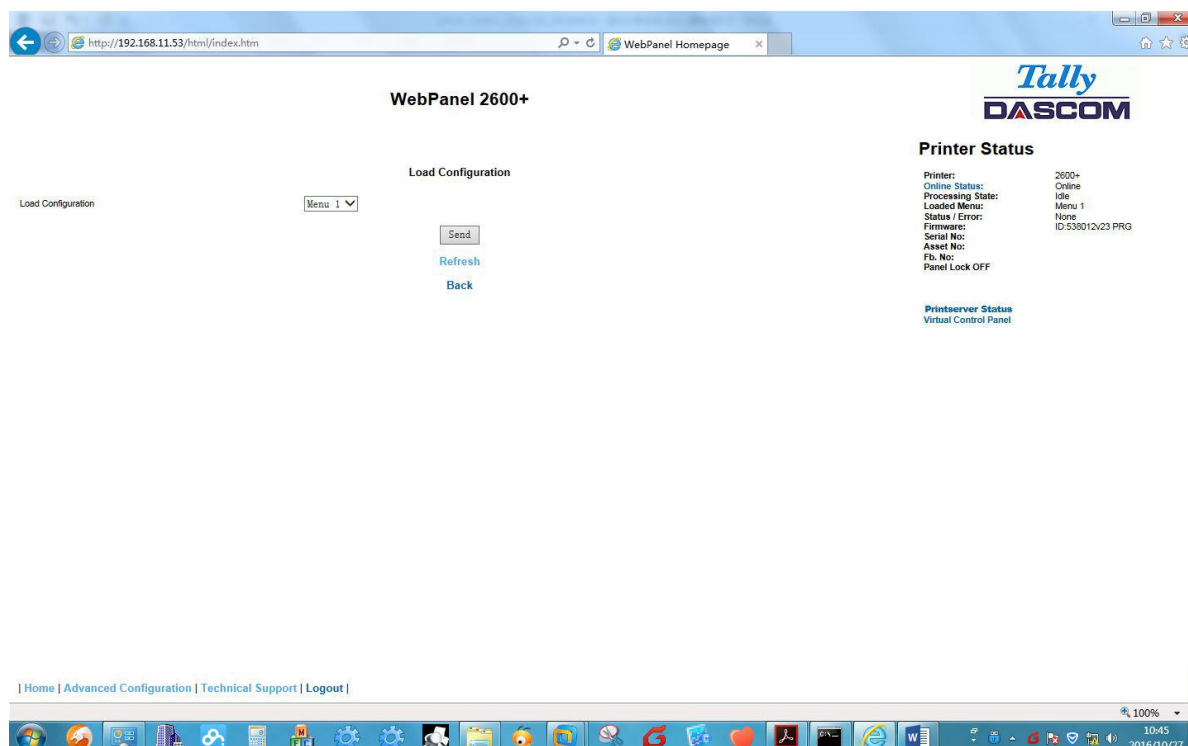 http://192.168.11.53/html/index.htm
WebPanel Homepage
WebPanel 2600+
Tally
DASCOM
Load Configuration
Load Configuration
Menu 1
Send
Refresh
Back
Printer Status
Printer: 2600+
Online Status: Online
Processing State: Idle
Loaded Menu: Menu 1
Status / Error: None
Firmware: ID:538012v23 PRG
Serial No:
Asset No:
Fb. No:
Panel Lock OFF
Printserver Status
Virtual Control Panel
| Home | Advanced Configuration | Technical Support | Logout |
100%
10:45
2016/10/27